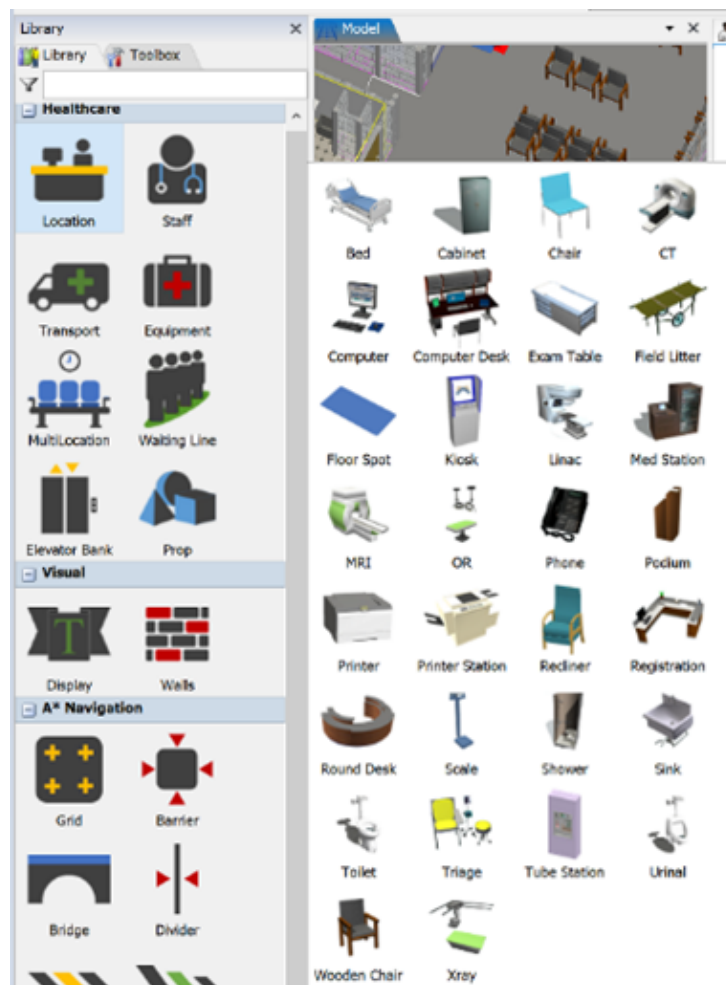 Library
Library Toolbox
Healthcare
Location Staff
Transport Equipment
MultiLocation Waiting Line
Elevator Bank Prop
Visual
T
Display Walls
A* Navigation
Grid Barrier
Bridge Divider
Model
Bed Cabinet Chair CT
Computer Computer Desk Exam Table Field Litter
Floor Spot Kiosk Linac Med Station
MRI OR Phone Podium
Printer Printer Station Recliner Registration
Round Desk Scale Shower Sink
Toilet Triage Tube Station Urinal
Wooden Chair Xray